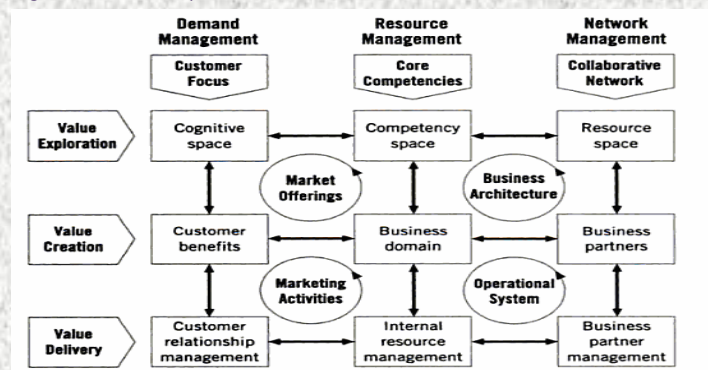 Demand
Management
Resource
Management
Network
Management
Customer
Focus
Core
Competencies
Collaborative
Network
Value
Exploration
Cognitive
space
Competency
space
Resource
space
Market
Offerings
Business
Architecture
Value
Creation
Customer
benefits
Business
domain
Business
partners
Marketing
Activities
Operational
System
Value
Delivery
Customer
relationship
management
Internal
resource
management
Business
partner
management